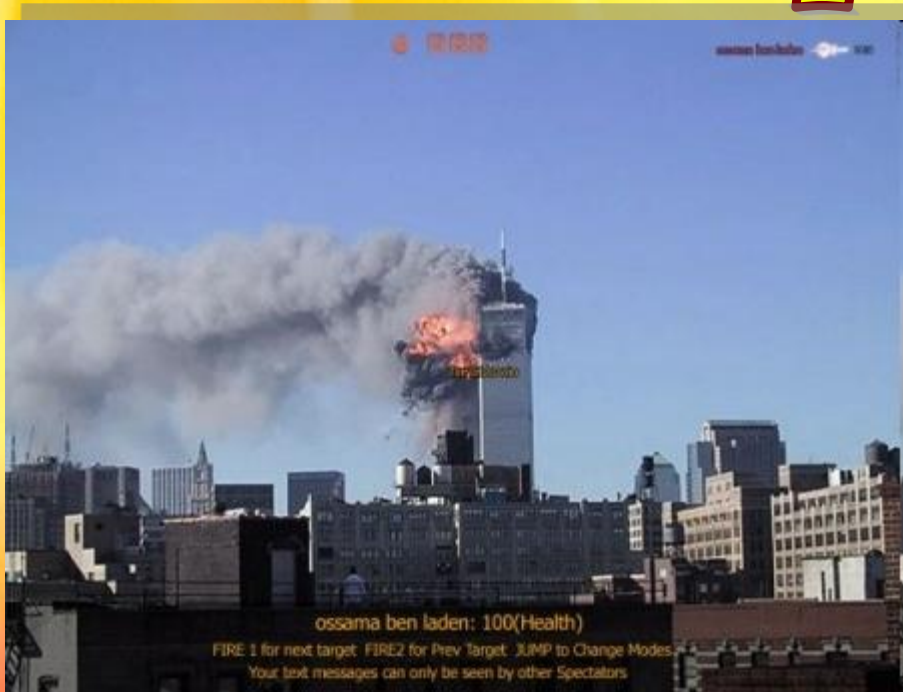 ossama ben laden: 100(Health)
FIRE 1 for next target FIRE2 for Prev Target JUMP to Change Modes
Your text messages can only be seen by other Spectators